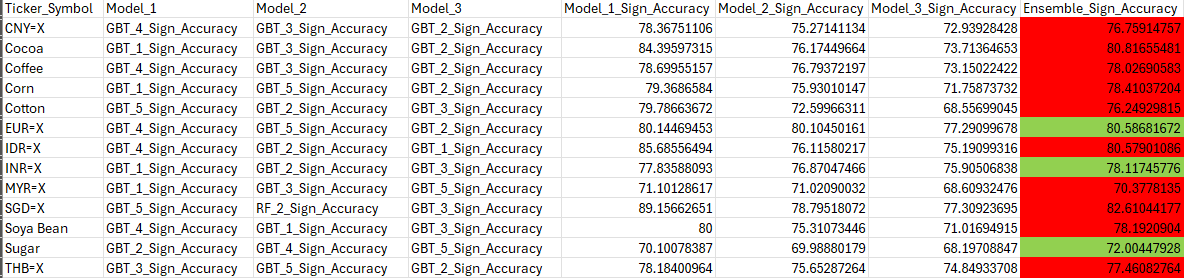 Ticker_Symbol Model_1 Model_2 Model_3 Model_1_Sign_Accuracy Model_2_Sign_Accuracy Model_3_Sign_Accuracy Ensemble_Sign_Accuracy
CNY=X GBT_4_Sign_Accuracy GBT_3_Sign_Accuracy GBT_2_Sign_Accuracy 78.36751106 75.27141134 72.93928428 76.75914757
Cocoa GBT_1_Sign_Accuracy GBT_3_Sign_Accuracy GBT_2_Sign_Accuracy 84.39597315 76.17449664 73.71364653 80.81655481
Coffee GBT_4_Sign_Accuracy GBT_3_Sign_Accuracy GBT_2_Sign_Accuracy 78.69955157 76.79372197 73.15022422 78.02690583
Corn GBT_1_Sign_Accuracy GBT_5_Sign_Accuracy GBT_2_Sign_Accuracy 79.3686584 75.93010147 71.75873732 78.41037204
Cotton GBT_5_Sign_Accuracy GBT_2_Sign_Accuracy GBT_3_Sign_Accuracy 79.78663672 72.59966311 68.55699045 76.24929815
EUR=X GBT_4_Sign_Accuracy GBT_5_Sign_Accuracy GBT_2_Sign_Accuracy 80.14469453 80.10450161 77.29099678 80.58681672
IDR=X GBT_4_Sign_Accuracy GBT_2_Sign_Accuracy GBT_1_Sign_Accuracy 85.68556494 76.11580217 75.19099316 80.57901086
INR=X GBT_1_Sign_Accuracy GBT_2_Sign_Accuracy GBT_3_Sign_Accuracy 77.83588093 76.87047466 75.90506838 78.11745776
MYR=X GBT_1_Sign_Accuracy GBT_3_Sign_Accuracy GBT_2_Sign_Accuracy 71.10128617 71.02090032 68.60932476 70.3778135
SGD=X GBT_5_Sign_Accuracy RF_2_Sign_Accuracy GBT_3_Sign_Accuracy 89.15662651 78.79518072 77.30923695 82.61044177
Soya Bean GBT_4_Sign_Accuracy GBT_1_Sign_Accuracy GBT_3_Sign_Accuracy 80 75.31073446 71.01694915 78.1920904
Sugar GBT_2_Sign_Accuracy GBT_4_Sign_Accuracy GBT_5_Sign_Accuracy 70.10078387 69.98880179 68.19708847 72.00447928
THB=X GBT_3_Sign_Accuracy GBT_5_Sign_Accuracy GBT_2_Sign_Accuracy 78.18400964 75.65287264 74.84933708 77.46082764